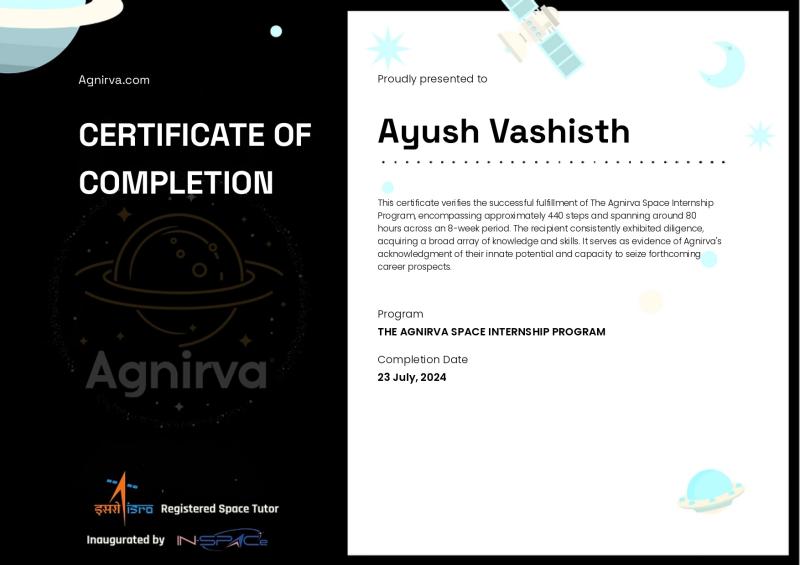 Agnirva.com
CERTIFICATE OF
COMPLETION
Agnirva
इसरो isro Registered Space Tutor
Inaugurated by IN-SPACe
Proudly presented to
Ayush Vashisth
This certificate verifies the successful fulfillment of The Agnirva Space Internship
Program, encompassing approximately 440 steps and spanning around 80
hours across an 8-week period. The recipient consistently exhibited diligence,
acquiring a broad array of knowledge and skills. It serves as evidence of Agnirva's
acknowledgment of their innate potential and capacity to seize forthcoming
career prospects.
Program
THE AGNIRVA SPACE INTERNSHIP PROGRAM
Completion Date
23 July, 2024